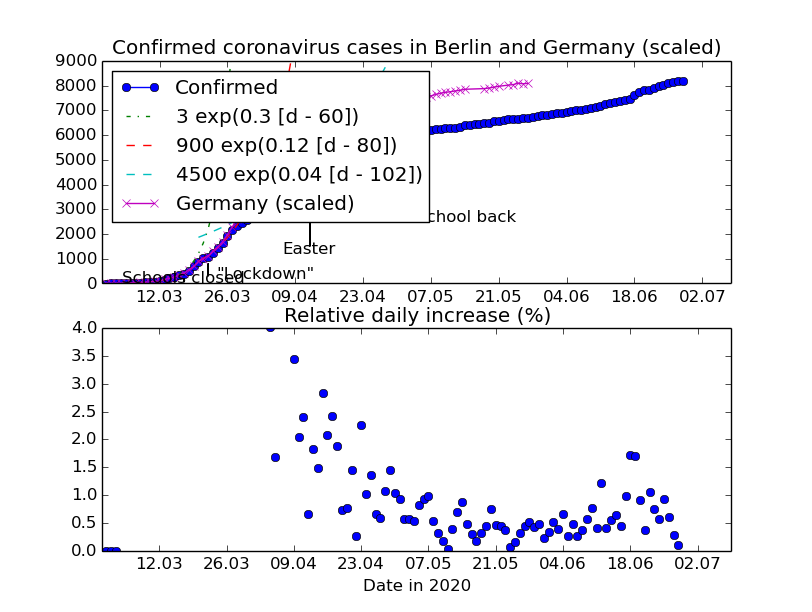 Confirmed coronavirus cases in Berlin and Germany (scaled)
9000
8000
7000
6000
5000
4000
3000
2000
1000
0
Confirmed
3 exp(0.3 [d - 60])
900 exp(0.12 [d - 80])
4500 exp(0.04 [d - 102])
Germany (scaled)
chool back
Easter
"Lockdown"
Schools closed
12.03 26.03 09.04 23.04 07.05 21.05 04.06 18.06 02.07
Relative daily increase (%)
4.0
3.5
3.0
2.5
2.0
1.5
1.0
0.5
0.0
12.03 26.03 09.04 23.04 07.05 21.05 04.06 18.06 02.07
Date in 2020